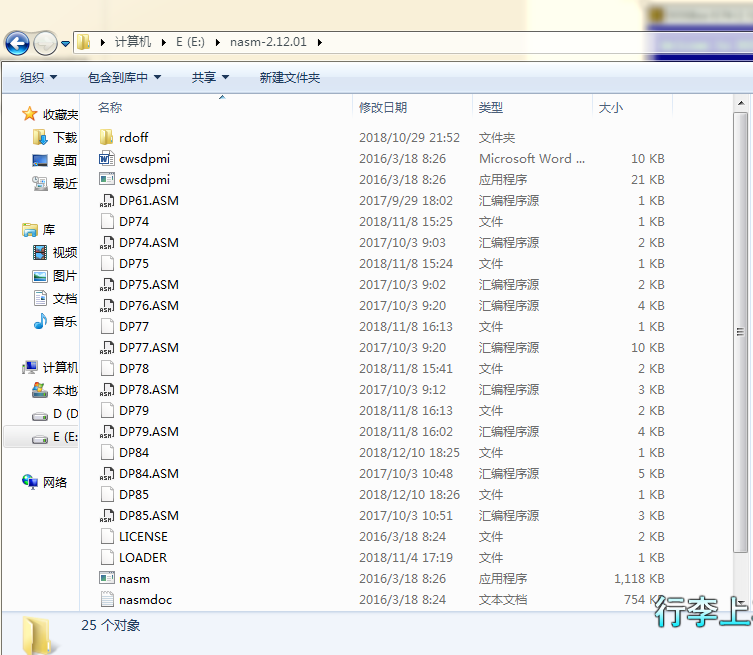 计算机 E (E:) nasm-2.12.01
组织 包含到库中 共享 新建文件夹
名称 修改日期 类型 大小
收藏夹
下载
桌面
最近
库
视频
图片
文档
音乐
计算机
本地
D (D
E (E:
网络
rdoff 2018/10/29 21:52 文件夹
cwsdpmi 2016/3/18 8:26 Microsoft Word ... 10 KB
cwsdpmi 2016/3/18 8:26 应用程序 21 KB
DP61.ASM 2017/9/29 18:02 汇编程序源 1 KB
DP74 2018/11/8 15:25 文件 1 KB
DP74.ASM 2017/10/3 9:03 汇编程序源 2 KB
DP75 2018/11/8 15:24 文件 1 KB
DP75.ASM 2017/10/3 9:02 汇编程序源 2 KB
DP76.ASM 2017/10/3 9:20 汇编程序源 4 KB
DP77 2018/11/8 16:13 文件 1 KB
DP77.ASM 2017/10/3 9:20 汇编程序源 10 KB
DP78 2018/11/8 15:41 文件 2 KB
DP78.ASM 2017/10/3 9:12 汇编程序源 3 KB
DP79 2018/11/8 16:13 文件 2 KB
DP79.ASM 2018/11/8 16:02 汇编程序源 4 KB
DP84 2018/12/10 18:25 文件 1 KB
DP84.ASM 2017/10/3 10:48 汇编程序源 5 KB
DP85 2018/12/10 18:26 文件 1 KB
DP85.ASM 2017/10/3 10:51 汇编程序源 3 KB
LICENSE 2016/3/18 8:24 文件 2 KB
LOADER 2018/11/4 17:19 文件 1 KB
nasm 2016/3/18 8:26 应用程序 1,118 KB
nasmdoc 2016/3/18 8:24 文本文档 754 KB
行李上
25 个对象